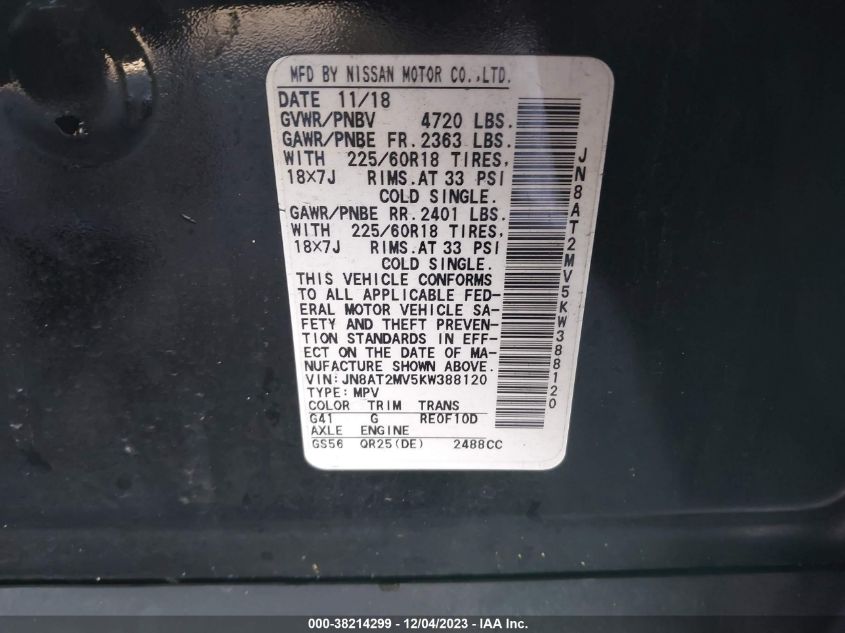 MFD BY NISSAN MOTOR CO.,LTD.
DATE 11/18
GVWR/PNBV 4720 LBS.
GAWR/PNBE FR. 2363 LBS.
WITH 225/60R18 TIRES,
18×7J RIMS.AT 33 PSI
COLD SINGLE.
GAWR/PNBE RR. 2401 LBS.
WITH 225/60R18 TIRES,
18×7J RIMS.AT 33 PSI
COLD SINGLE.
THIS VEHICLE CONFORMS
TO ALL APPLICABLE FED-
ERAL MOTOR VEHICLE SA-
FETY AND THEFT PREVEN-
TION STANDARDS IN EFF-
ECT ON THE DATE OF MA-
NUFACTURE SHOWN ABOVE.
VIN:JN8AT2MV5KW388120
TYPE:MPV
COLOR TRIM TRANS
G41 G RE0F10D
AXLE ENGINE
GS56 QR25(DE) 2488CC
JN8AT2MV5KW388120
000-38214299 - 12/04/2023 - IAA Inc.